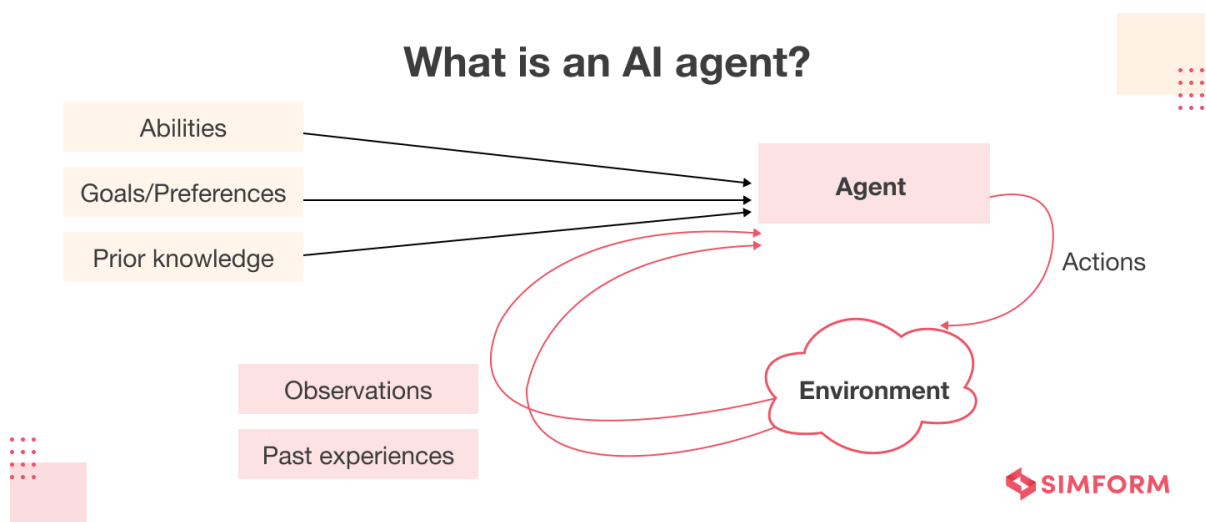 What is an AI agent?
Abilities
Goals/Preferences
Prior knowledge
Agent
Actions
Observations
Environment
Past experiences
SIMFORM